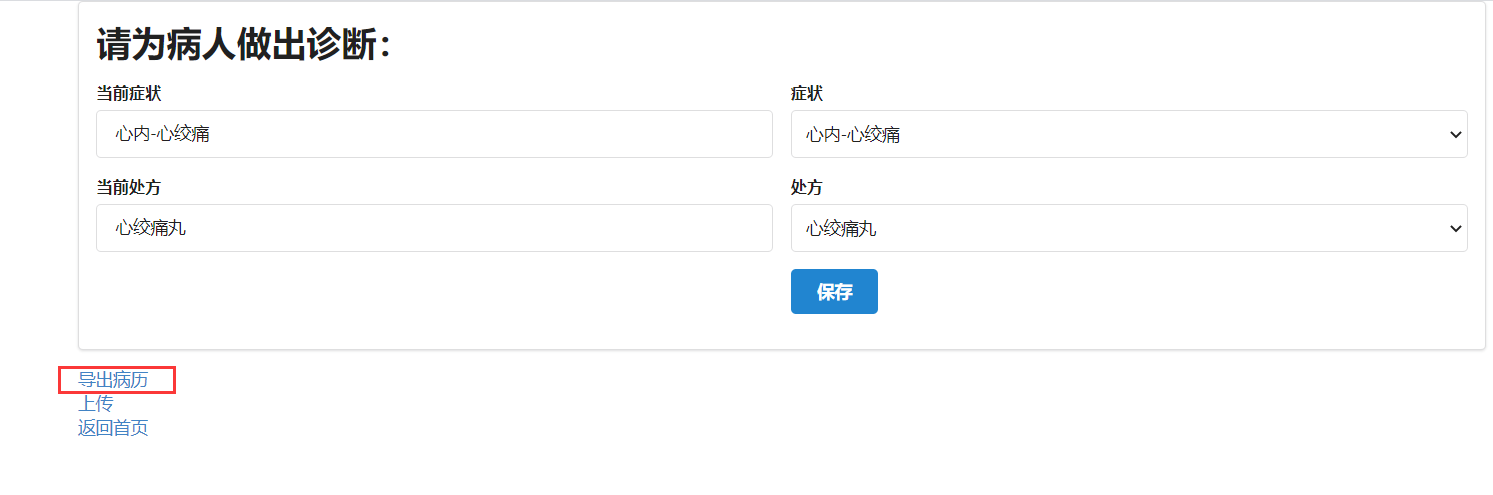 请为病人做出诊断：
当前症状
症状
心内-心绞痛
心内-心绞痛
当前处方
处方
心绞痛丸
心绞痛丸
保存
导出病历
上传
返回首页